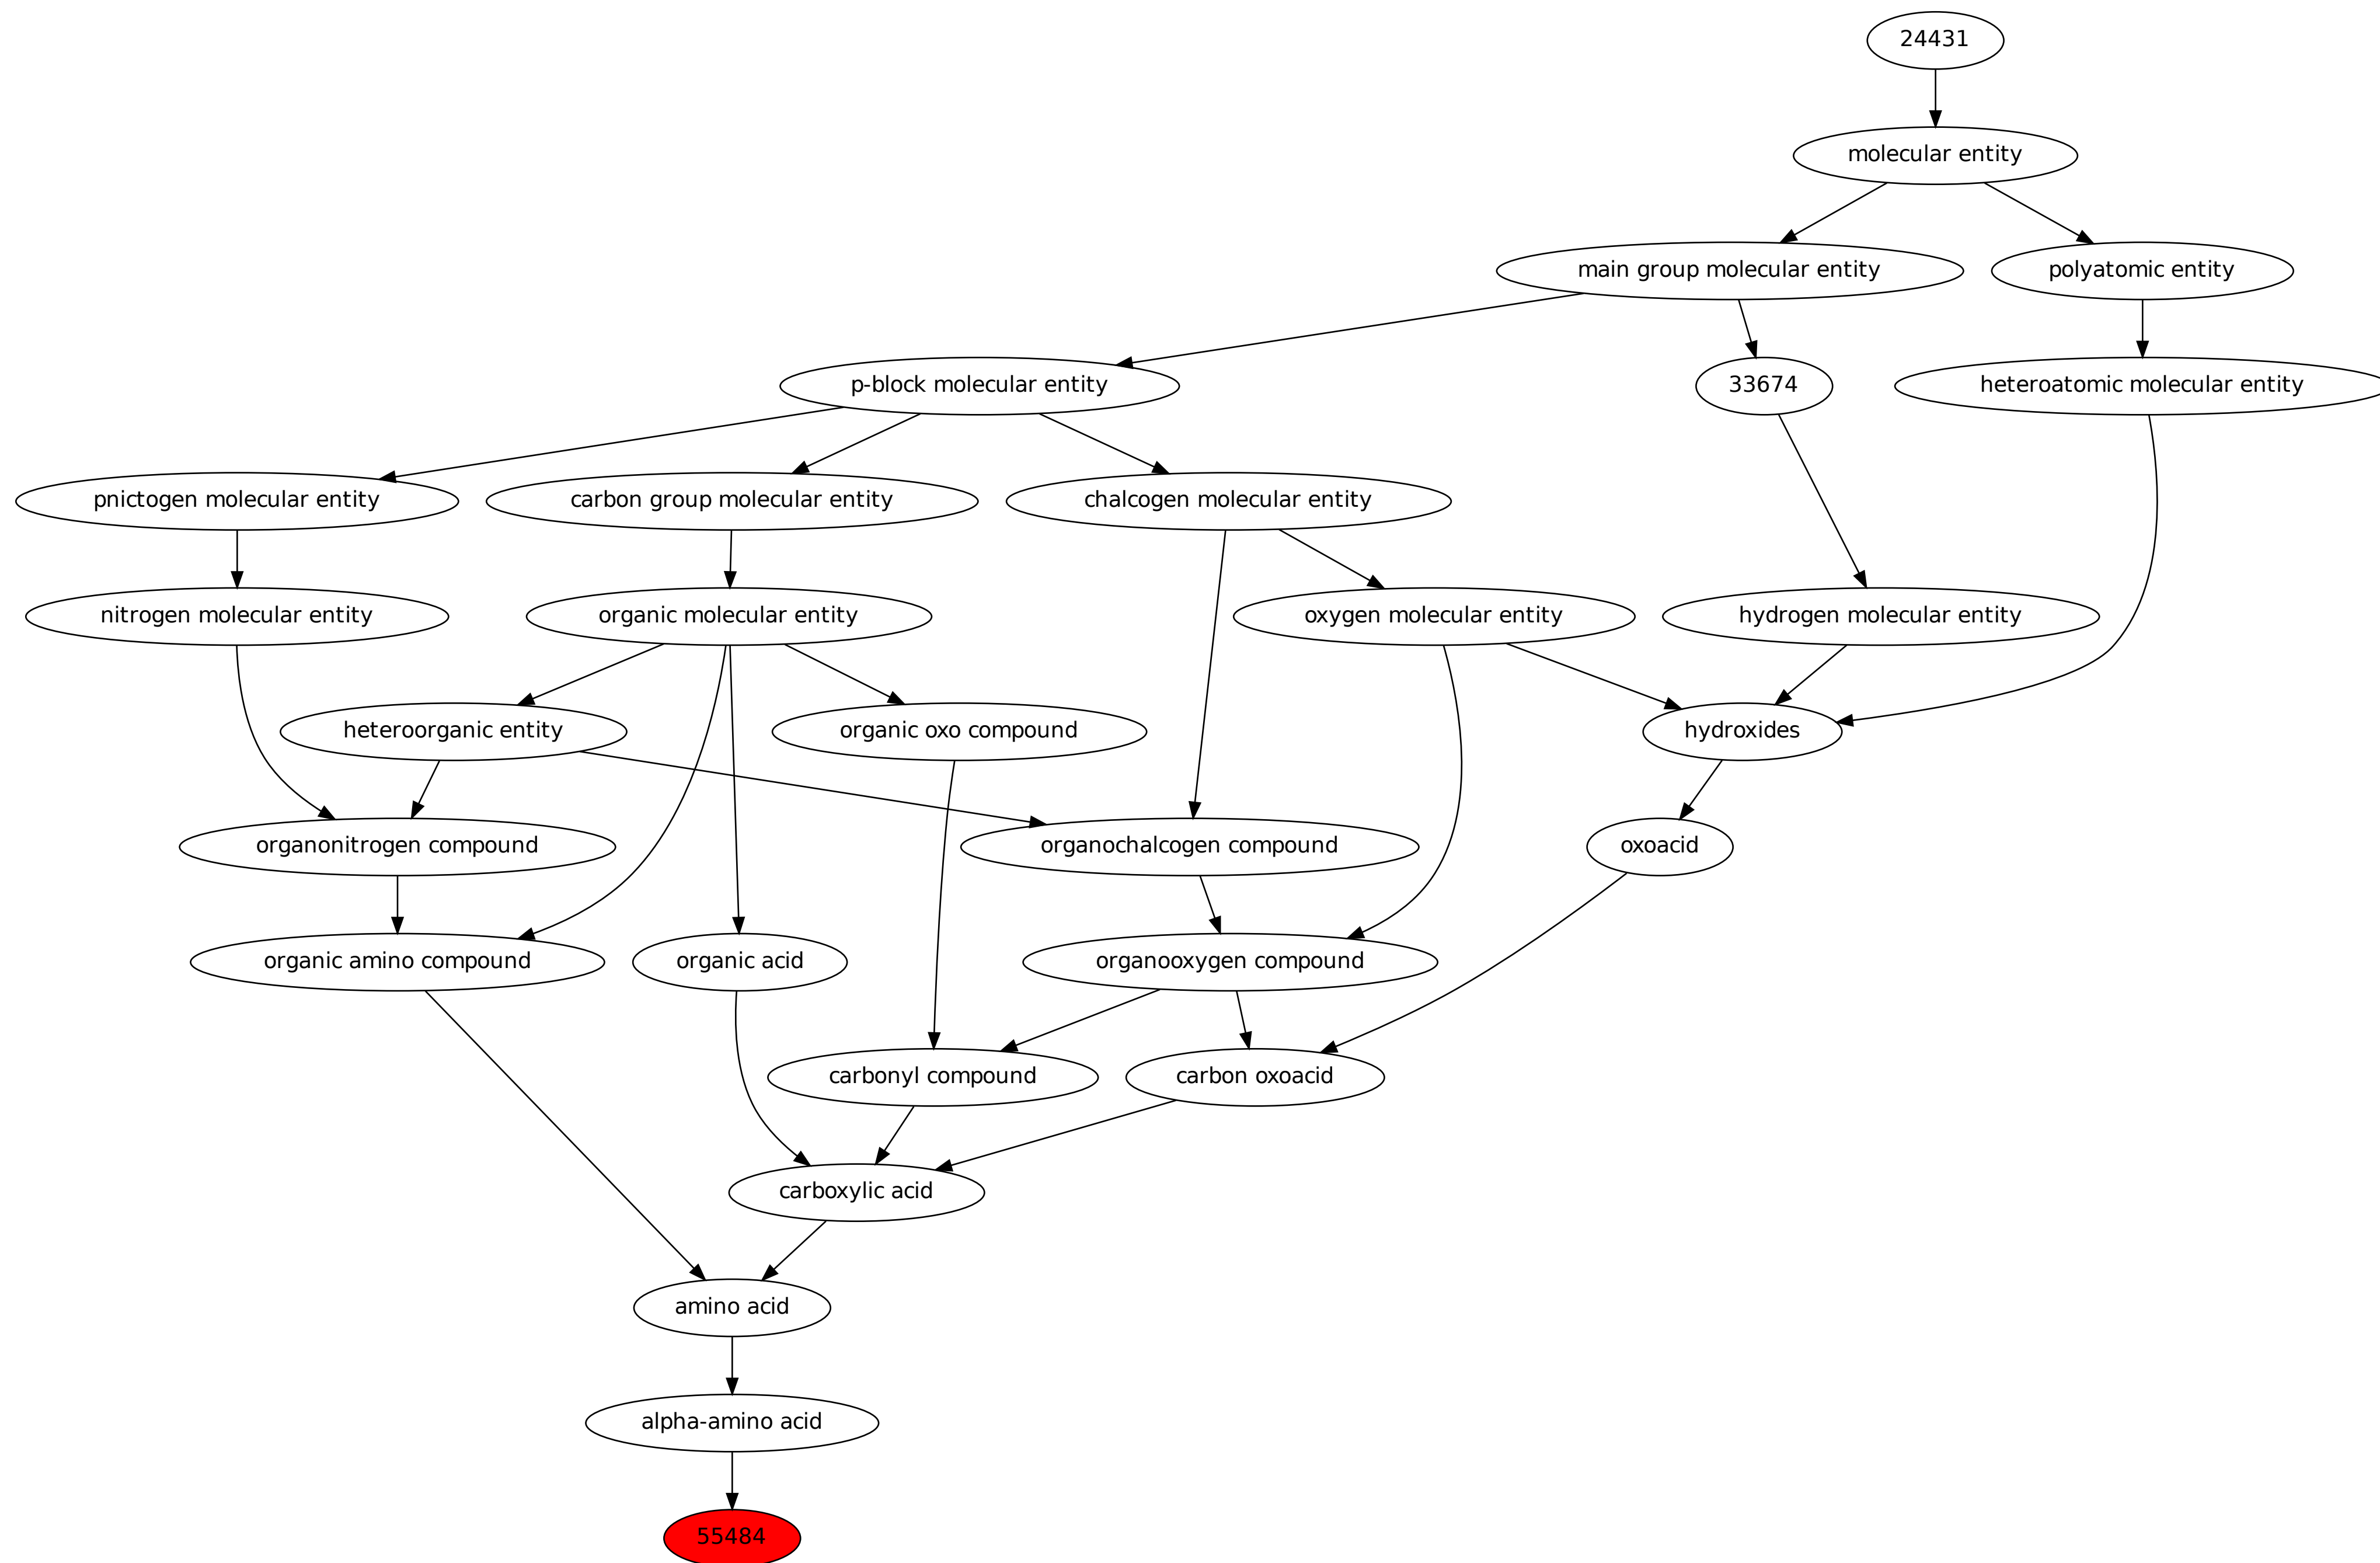 24431
molecular entity
main group molecular entity
polyatomic entity
p-block molecular entity
33674
heteroatomic molecular entity
pnictogen molecular entity
carbon group molecular entity
chalcogen molecular entity
nitrogen molecular entity
organic molecular entity
oxygen molecular entity
hydrogen molecular entity
heteroorganic entity
organic oxo compound
hydroxides
organonitrogen compound
organochalcogen compound
oxoacid
organic amino compound
organic acid
organooxygen compound
carbonyl compound
carbon oxoacid
carboxylic acid
amino acid
alpha-amino acid
55484